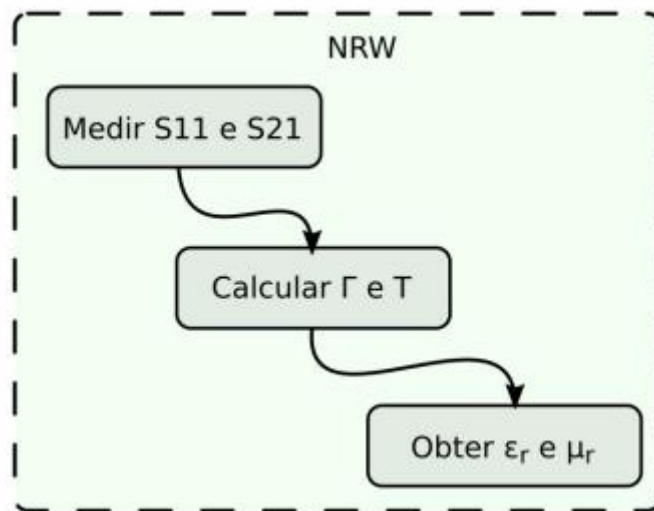 NRW
Medir S11 e S21
Calcular Γ e T
Obter εᵣ e μᵣ